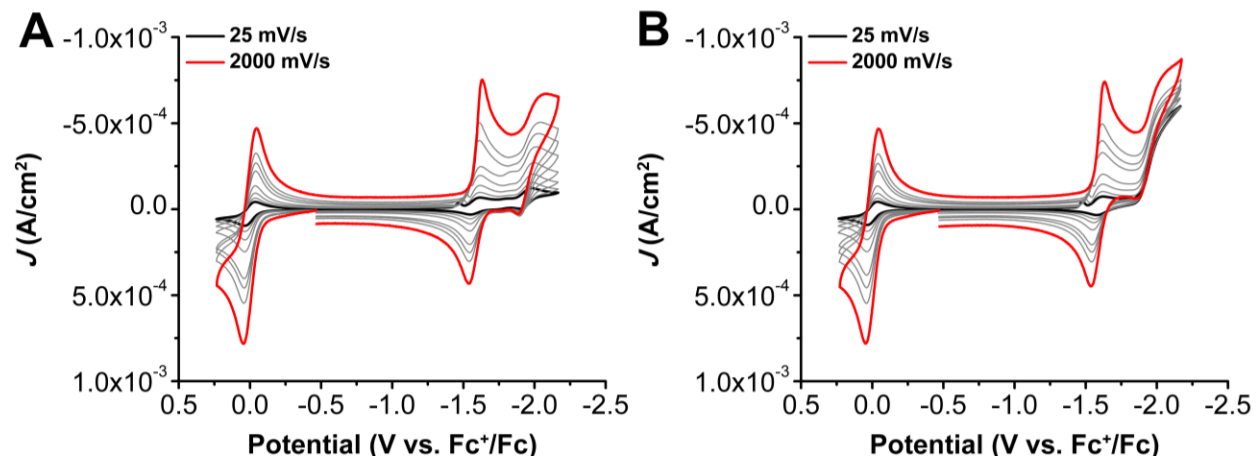 A
25 mV/s
2000 mV/s
-1.0x10⁻³
-5.0x10⁻⁴
0.0
5.0x10⁻⁴
1.0x10⁻³
J (A/cm²)
0.5 0.0 -0.5 -1.0 -1.5 -2.0 -2.5
Potential (V vs. Fc⁺/Fc)
B
25 mV/s
2000 mV/s
-1.0x10⁻³
-5.0x10⁻⁴
0.0
5.0x10⁻⁴
1.0x10⁻³
J (A/cm²)
0.5 0.0 -0.5 -1.0 -1.5 -2.0 -2.5
Potential (V vs. Fc⁺/Fc)